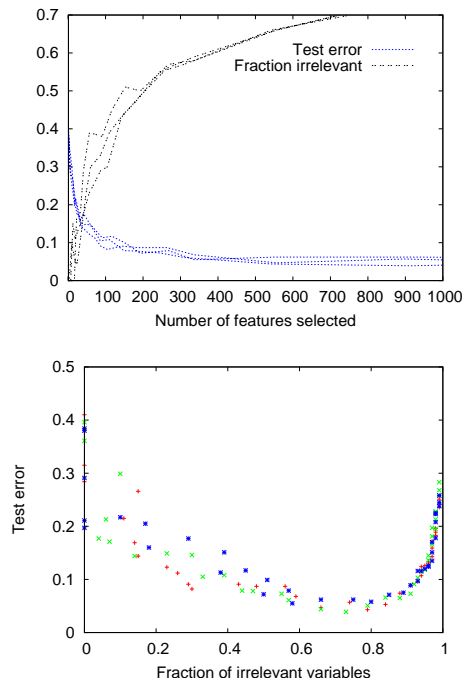 0.7
0.6
0.5
0.4
0.3
0.2
0.1
0
Test error
Fraction irrelevant
0 100 200 300 400 500 600 700 800 900 1000
Number of features selected
0.5
0.4
0.3
0.2
0.1
0
Test error
0 0.2 0.4 0.6 0.8 1
Fraction of irrelevant variables